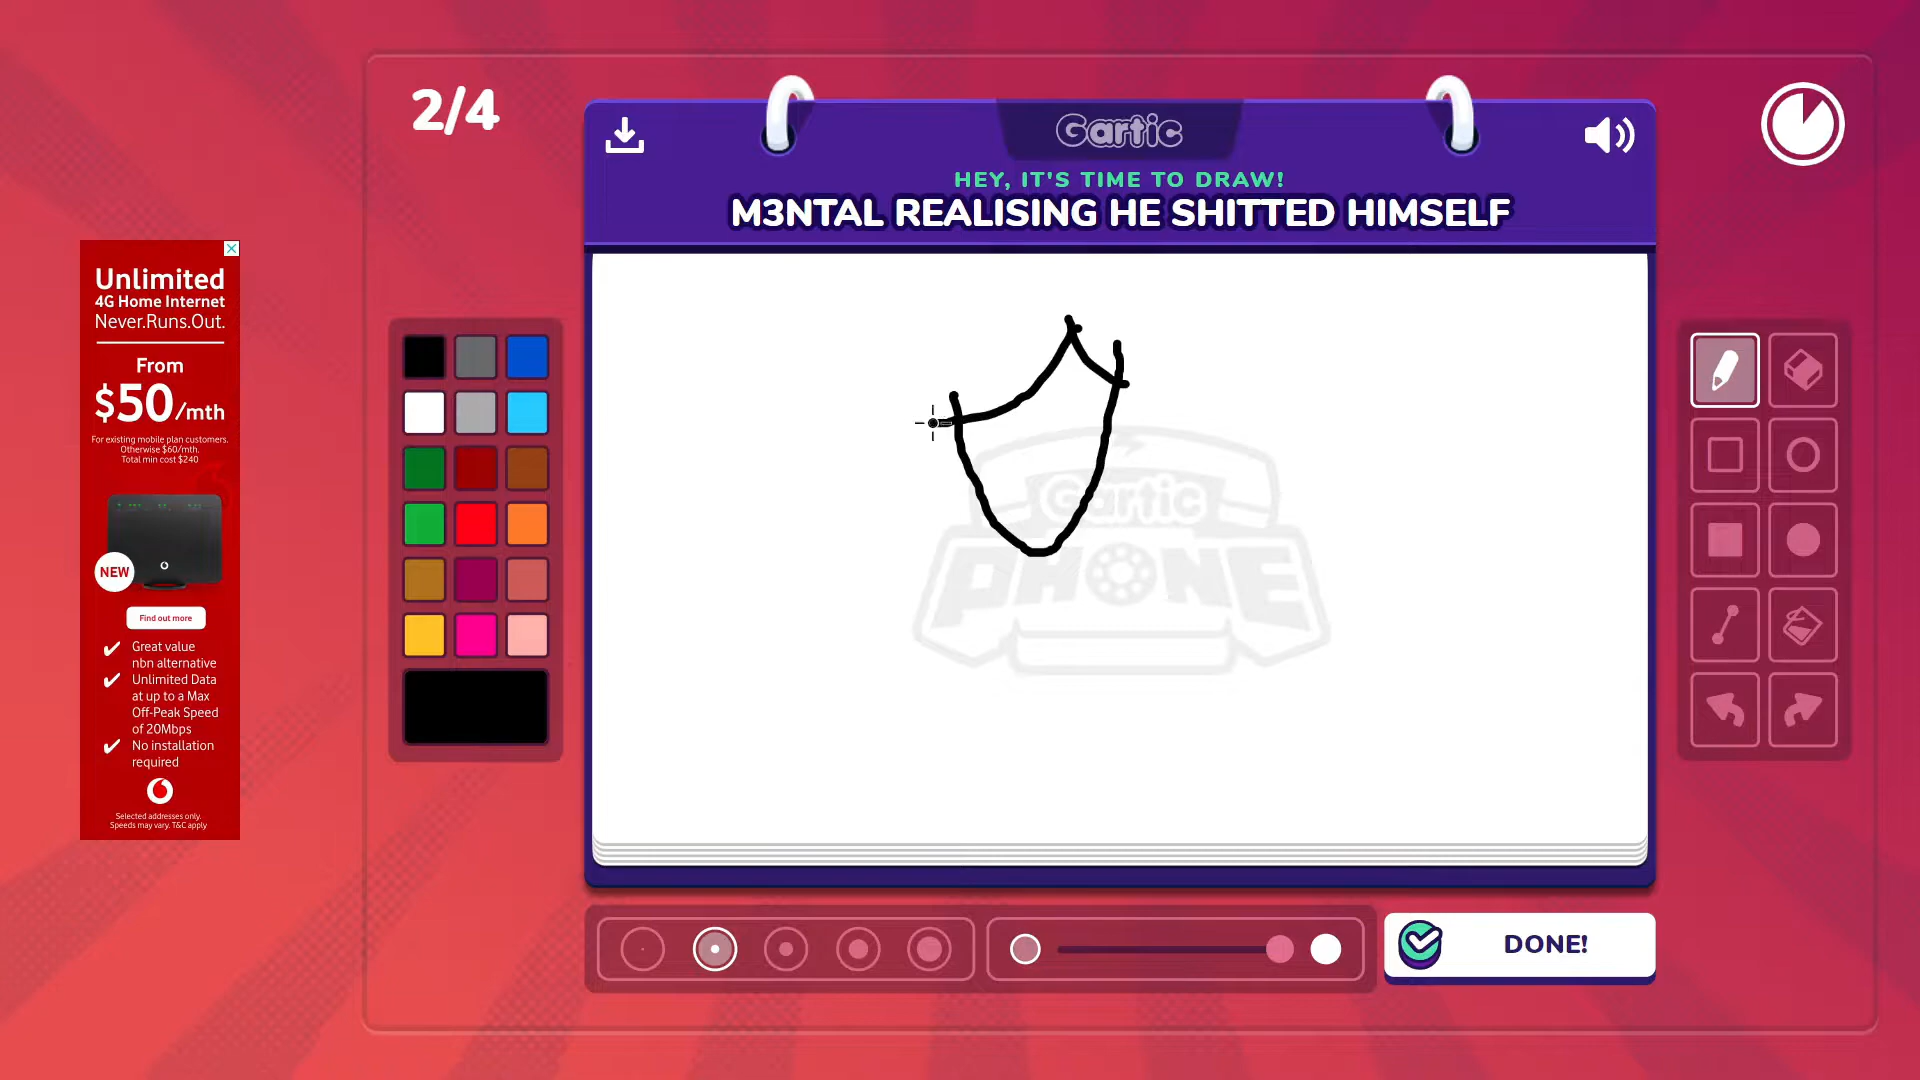 2/4
Gartic
HEY, IT'S TIME TO DRAW!
M3NTAL REALISING HE SHITTED HIMSELF
Unlimited
4G Home Internet
Never.Runs.Out.
From
$50/mth
For existing mobile plan customers.
Otherwise $60/mth.
Total min cost $240
NEW
Find out more
Great value
nbn alternative
Unlimited Data
at up to a Max
Off-Peak Speed
of 20Mbps
No installation
required
Selected addresses only.
Speeds may vary. T&C apply
Gartic
PHONE
DONE!